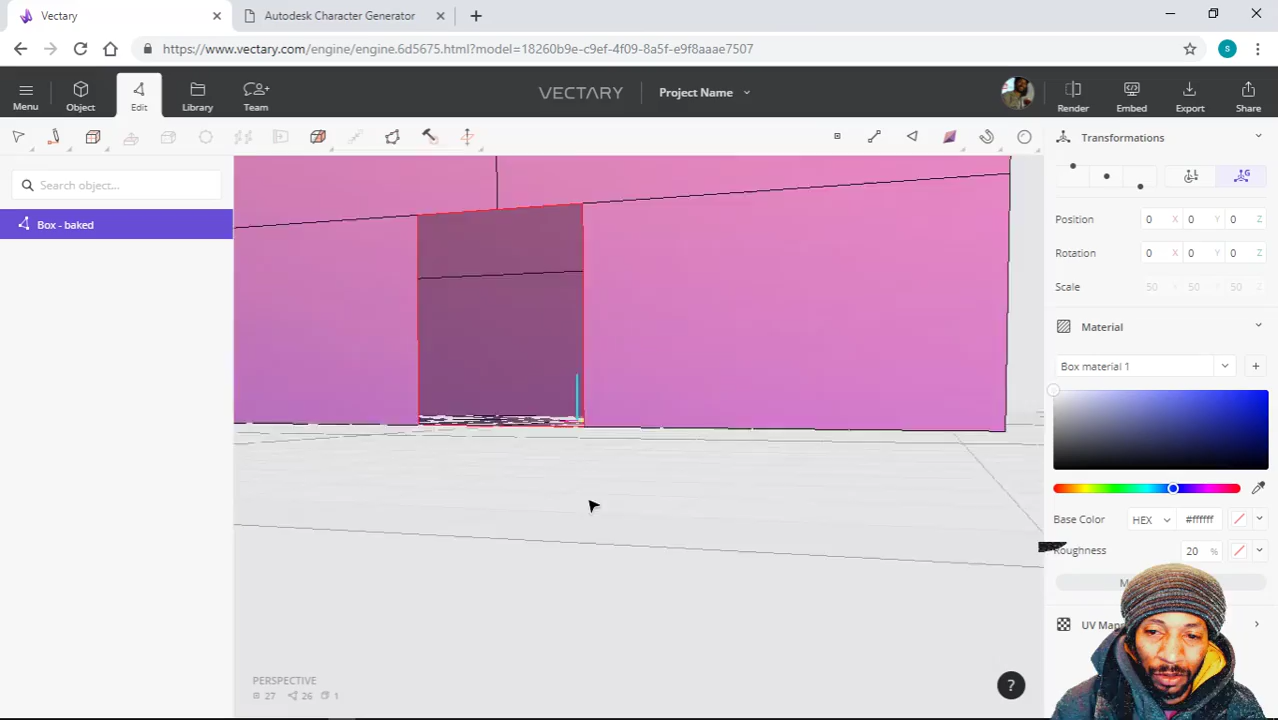 Vectary
Autodesk Character Generator
https://www.vectary.com/engine/engine.6d5675.html?model=18260b9e-c9ef-4f09-8a5f-e9f8aaae7507
S
Menu
Object
Edit
Library
Team
VECTARY
Project Name
Render
Embed
Export
Share
Search object...
Box - baked
Transformations
L
G
Position 0 X 0 Y 0 Z
Rotation 0 X 0 Y 0 Z
Scale 50 X 50 Y 50 Z
Material
Box material 1
Base Color HEX #ffffff
Roughness 20 %
UV Map
PERSPECTIVE
27 26 1
?